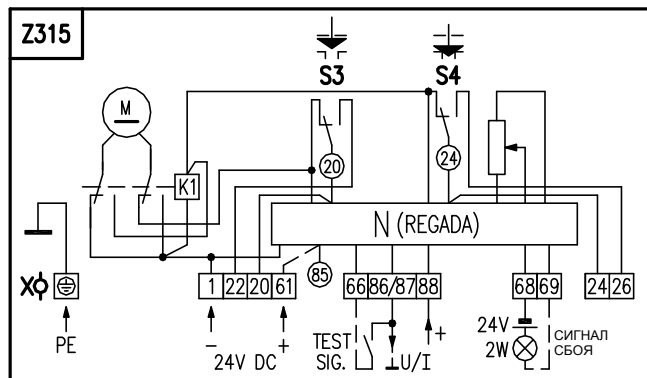 Z315
S3
S4
M
K1
20
24
N (REGADA)
85
X
1
22
20
61
66
86/87
88
68
69
24
26
PE
−
+
24V DC
TEST
SIG.
U/I
+
24V
2W
СИГНАЛ
СБОЯ